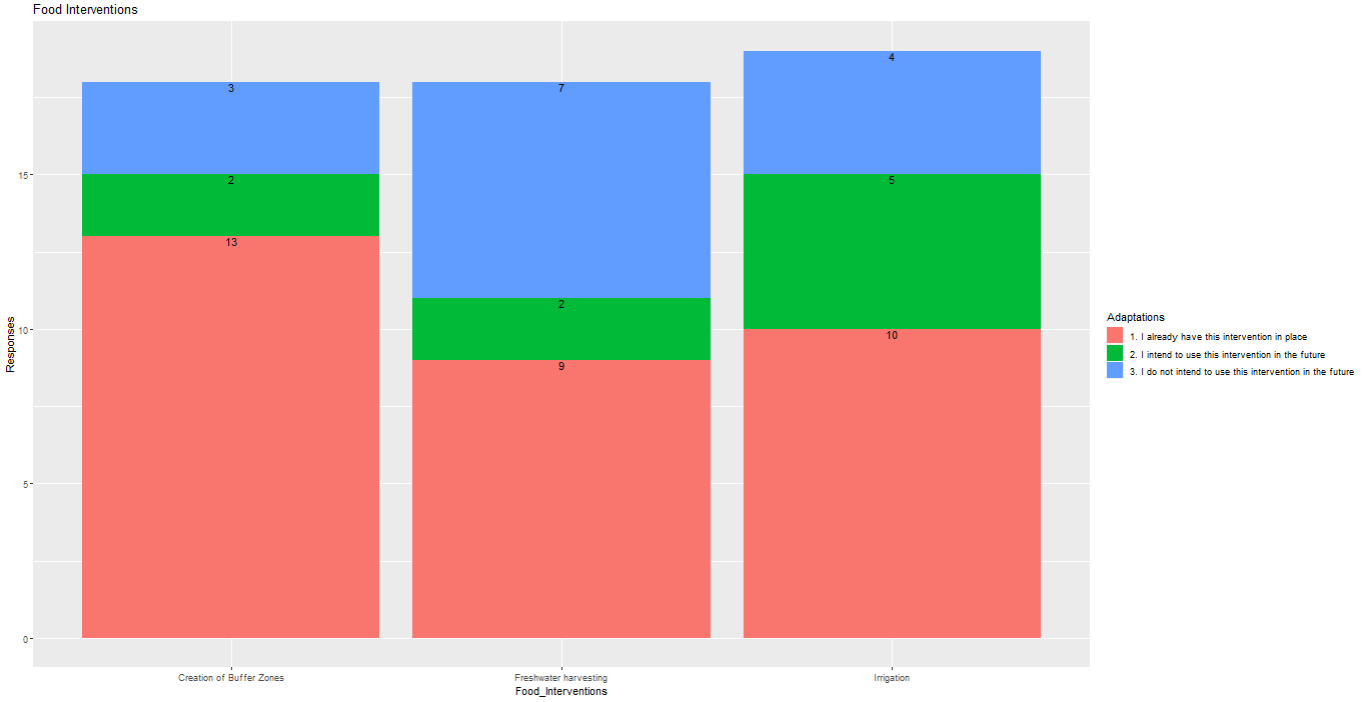 Food Interventions
3
7
4
2
2
5
13
9
10
15
10
5
0
Responses
Creation of Buffer Zones
Freshwater harvesting
Irrigation
Food_Interventions
Adaptations
1. I already have this intervention in place
2. I intend to use this intervention in the future
3. I do not intend to use this intervention in the future